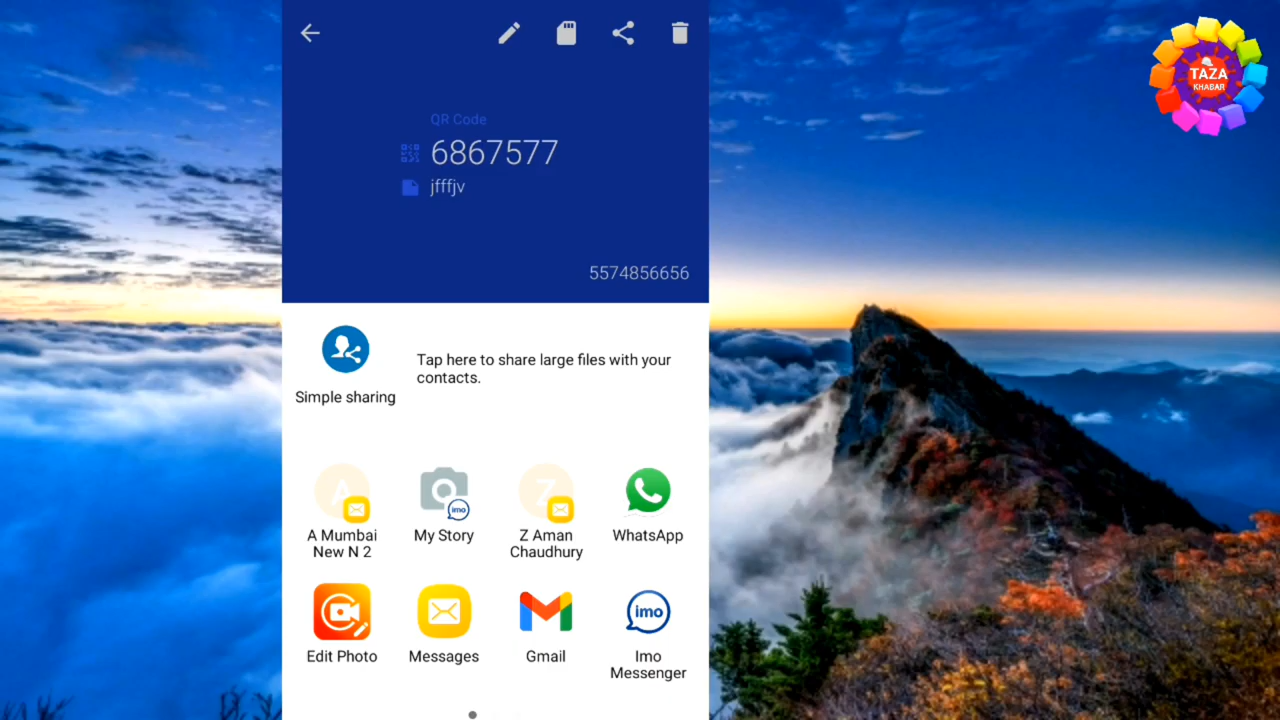 TAZA
KHABAR
QR Code
6867577
jfffjv
5574856656
Tap here to share large files with your
contacts.
Simple sharing
A
Z
imo
A Mumbai
New N 2
My Story
Z Aman
Chaudhury
WhatsApp
imo
Edit Photo
Messages
Gmail
Imo
Messenger